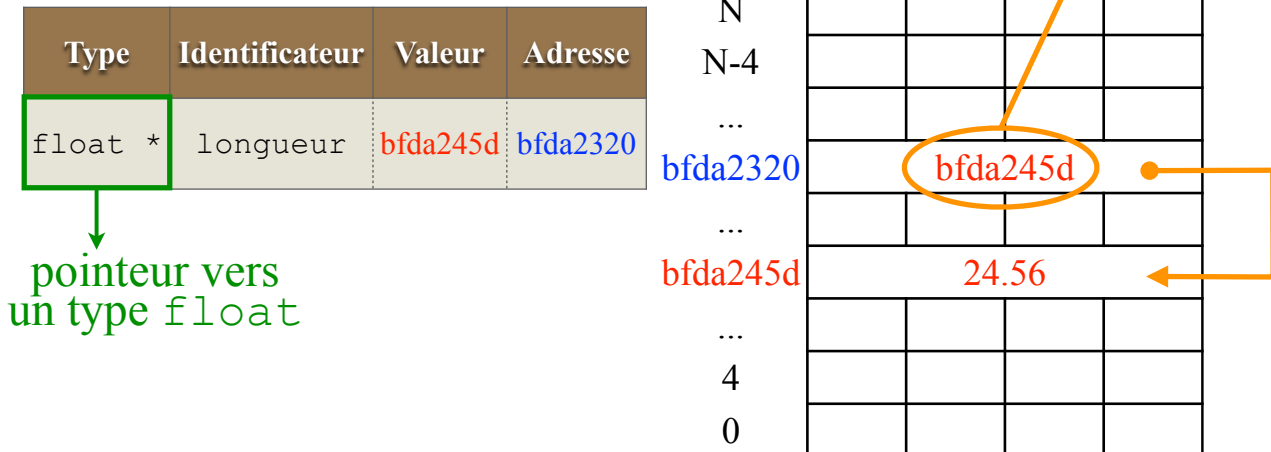 Type Identificateur Valeur Adresse
float * longueur bfda245d bfda2320
pointeur vers
un type float
N
N-4
...
bfda2320 bfda245d
...
bfda245d 24.56
...
4
0